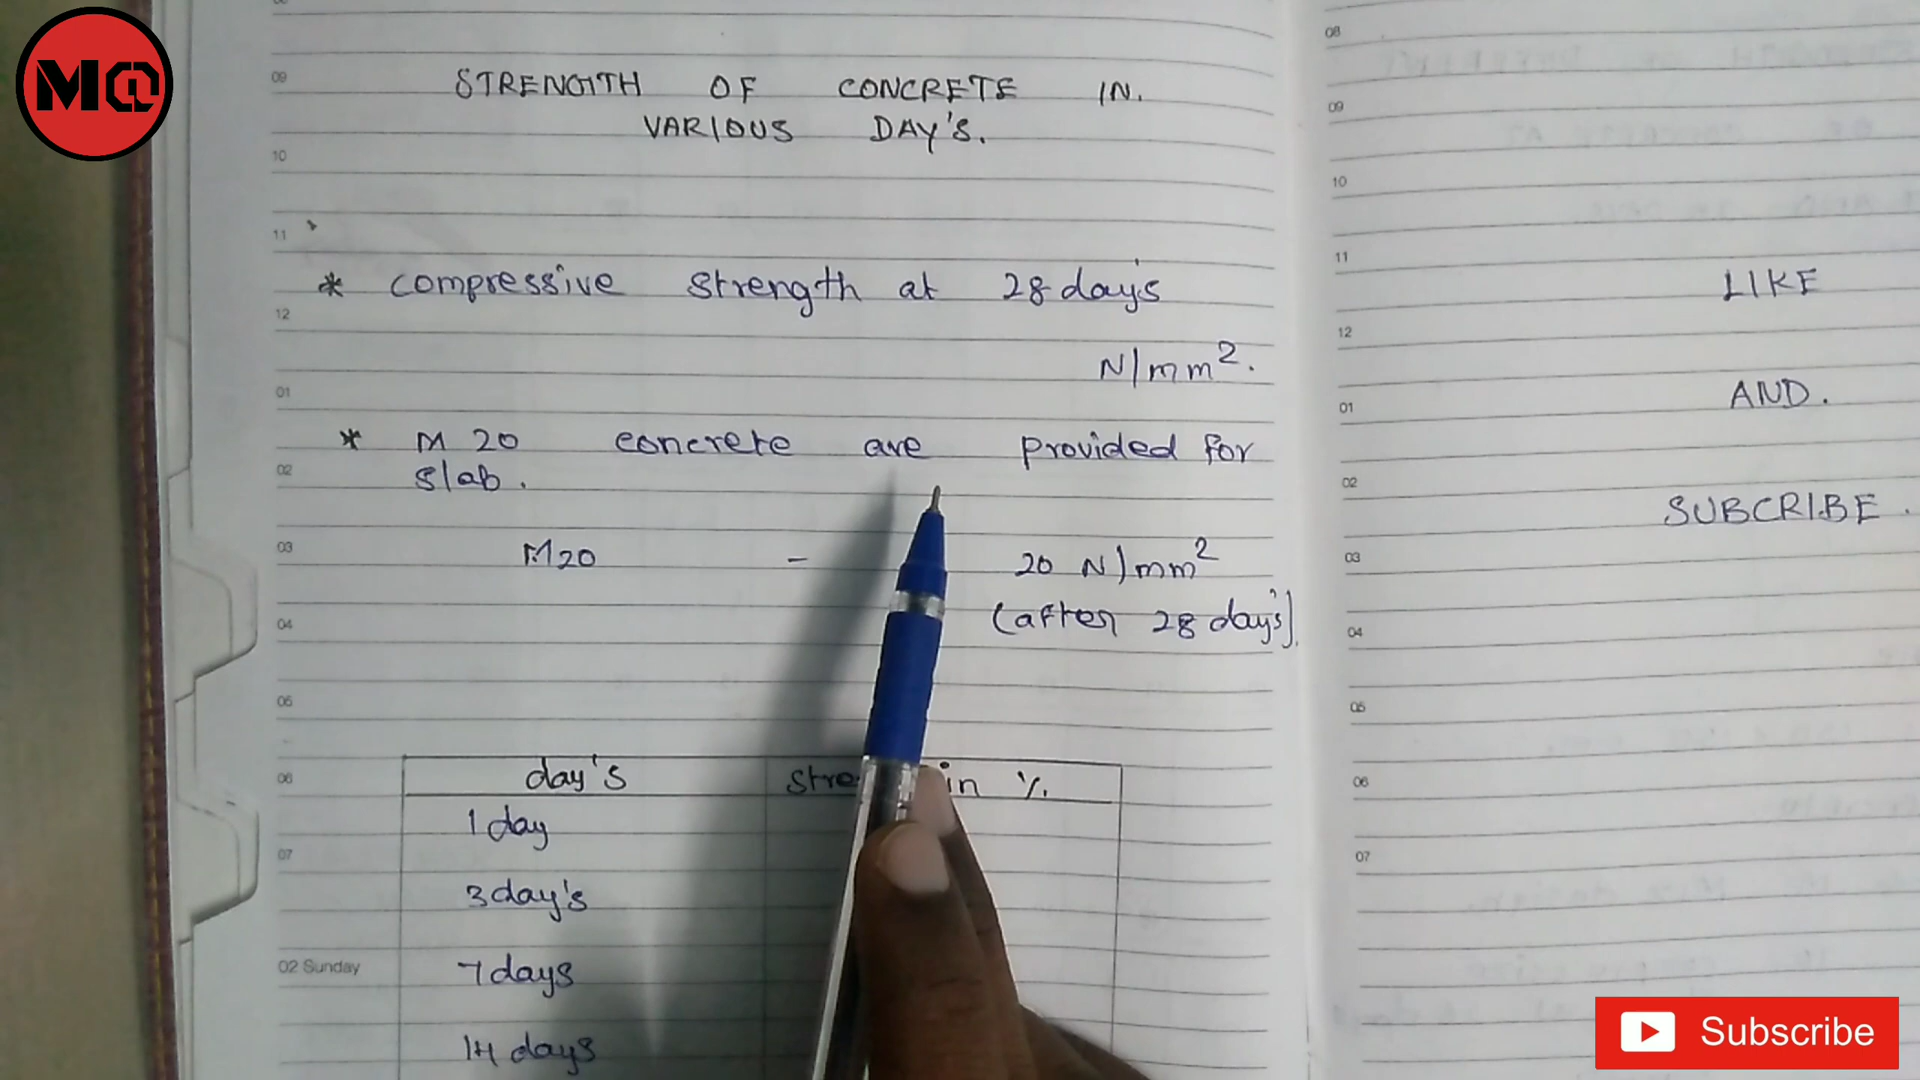 M@
08
09
STRENGTH OF CONCRETE IN.
VARIOUS DAY'S.
09
10
10
11
* compressive strength at 28 day's
11
LIKE
12
N/mm².
12
01
AND.
01
* M 20 concrete are provided for
02
slab.
02
SUBCRIBE.
03
M20 - 20 N/mm²
03
04
(after 28 day's).
04
05
05
06
day's in %.
06
1 day
07
07
3 day's
02 Sunday
7 days
14 days
Subscribe